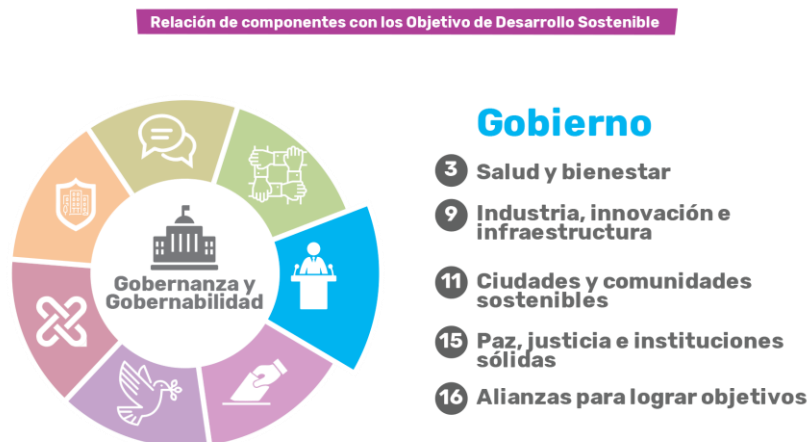 Relación de componentes con los Objetivo de Desarrollo Sostenible
Gobernanza y
Gobernabilidad
Gobierno
3 Salud y bienestar
9 Industria, innovación e
infraestructura
11 Ciudades y comunidades
sostenibles
15 Paz, justicia e instituciones
sólidas
16 Alianzas para lograr objetivos